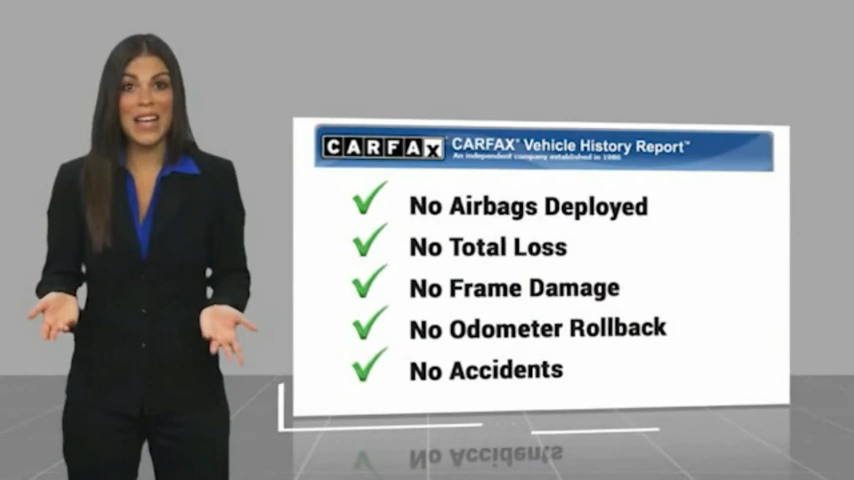 CARFAX CARFAX® Vehicle History Report™
An independent company established in 1986
No Airbags Deployed
No Total Loss
No Frame Damage
No Odometer Rollback
No Accidents
No Accidents